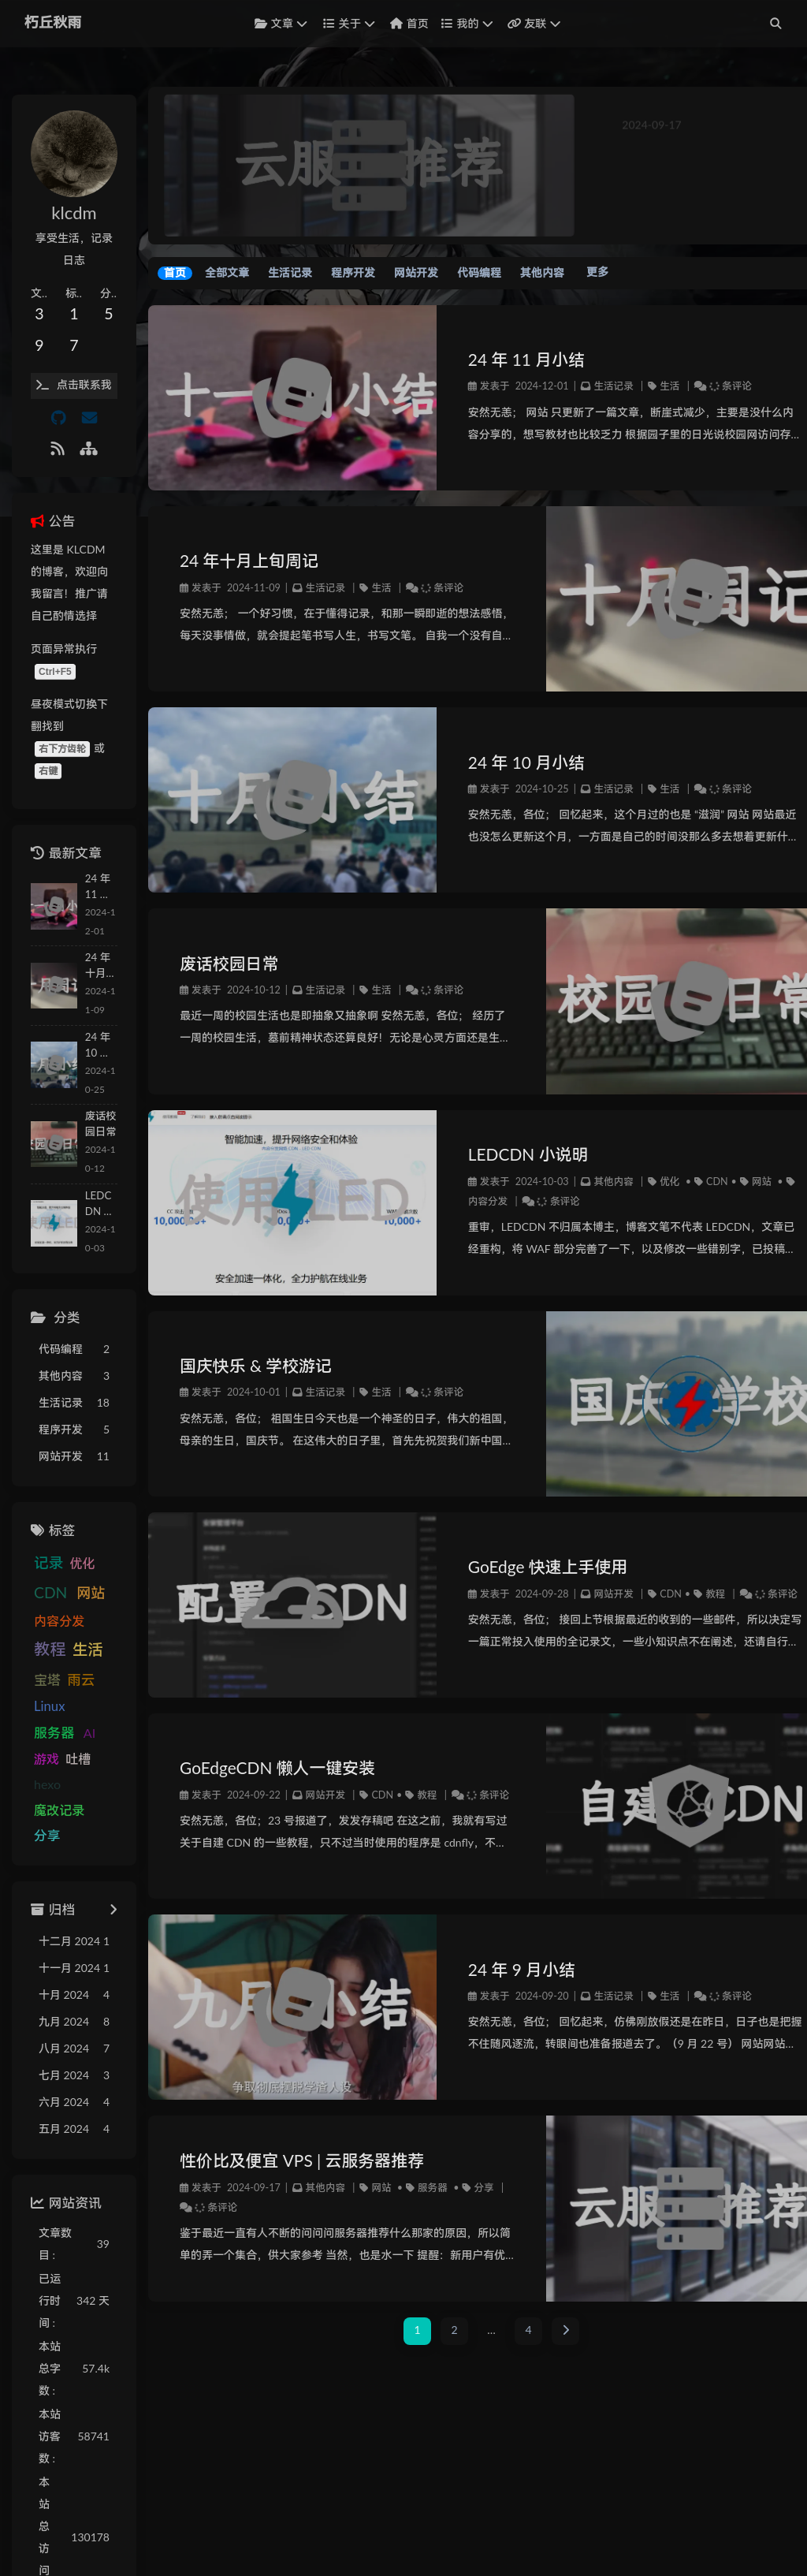 朽丘秋雨
文章 关于 首页 我的 友联
klcdm
享受生活，记录
日志
文.. 标.. 分..
3 1 5
9 7
点击联系我
公告
这里是 KLCDM
的博客，欢迎向
我留言！推广请
自己酌情选择
页面异常执行
Ctrl+F5
昼夜模式切换下
翻找到
右下方齿轮 或
右键
最新文章
24 年
11 ...
2024-1
2-01
24 年
十月...
2024-1
1-09
24 年
10 ...
2024-1
0-25
废话校
园日常
2024-1
0-12
LEDC
DN ...
2024-1
0-03
分类
代码编程 2
其他内容 3
生活记录 18
程序开发 5
网站开发 11
标签
记录 优化
CDN 网站
内容分发
教程 生活
宝塔 雨云
Linux
服务器 AI
游戏 吐槽
hexo
魔改记录
分享
归档
十二月 2024 1
十一月 2024 1
十月 2024 4
九月 2024 8
八月 2024 7
七月 2024 3
六月 2024 4
五月 2024 4
网站资讯
文章数
目 : 39
已运
行时 342 天
间 :
本站
总字 57.4k
数 :
本站
访客 58741
数 :
本
站
总
访 130178
问
云服务器推荐
2024-09-17
首页 全部文章 生活记录 程序开发 网站开发 代码编程 其他内容 更多
十一月小结
24 年 11 月小结
发表于 2024-12-01 | 生活记录 | 生活 | 条评论
安然无恙； 网站 只更新了一篇文章，断崖式减少，主要是没什么内
容分享的，想写教材也比较乏力 根据园子里的日光说校园网访问存...
24 年十月上旬周记
发表于 2024-11-09 | 生活记录 | 生活 | 条评论
安然无恙； 一个好习惯，在于懂得记录，和那一瞬即逝的想法感悟，
每天没事情做，就会提起笔书写人生，书写文笔。 自我一个没有自...
十月周记
十月小结
24 年 10 月小结
发表于 2024-10-25 | 生活记录 | 生活 | 条评论
安然无恙，各位； 回忆起来，这个月过的也是 “滋润” 网站 网站最近
也没怎么更新这个月，一方面是自己的时间没那么多去想着更新什...
废话校园日常
发表于 2024-10-12 | 生活记录 | 生活 | 条评论
最近一周的校园生活也是即抽象又抽象啊 安然无恙，各位； 经历了
一周的校园生活，墓前精神状态还算良好！无论是心灵方面还是生...
校园日常
智能加速，提升网络安全和体验
使用 LED
10,000,00+ 10,000+
安全加速一体化，全力护航在线业务
LEDCDN 小说明
发表于 2024-10-03 | 其他内容 | 优化 • CDN • 网站 •
内容分发 | 条评论
重审，LEDCDN 不归属本博主，博客文笔不代表 LEDCDN，文章已
经重构，将 WAF 部分完善了一下，以及修改一些错别字，已投稿...
国庆快乐 & 学校游记
发表于 2024-10-01 | 生活记录 | 生活 | 条评论
安然无恙，各位； 祖国生日今天也是一个神圣的日子，伟大的祖国，
母亲的生日，国庆节。 在这伟大的日子里，首先先祝贺我们新中国...
国庆学校
配置CDN
GoEdge 快速上手使用
发表于 2024-09-28 | 网站开发 | CDN • 教程 | 条评论
安然无恙，各位； 接回上节根据最近的收到的一些邮件，所以决定写
一篇正常投入使用的全记录文，一些小知识点不在阐述，还请自行...
GoEdgeCDN 懒人一键安装
发表于 2024-09-22 | 网站开发 | CDN • 教程 | 条评论
安然无恙，各位；23 号报道了，发发存稿吧 在这之前，我就有写过
关于自建 CDN 的一些教程，只不过当时使用的程序是 cdnfly，不...
自建CDN
九月小结
争取彻底摆脱学渣人设
24 年 9 月小结
发表于 2024-09-20 | 生活记录 | 生活 | 条评论
安然无恙，各位； 回忆起来，仿佛刚放假还是在昨日，日子也是把握
不住随风逐流，转眼间也准备报道去了。（9 月 22 号） 网站网站...
性价比及便宜 VPS | 云服务器推荐
发表于 2024-09-17 | 其他内容 | 网站 • 服务器 • 分享 |
条评论
鉴于最近一直有人不断的问问问服务器推荐什么那家的原因，所以简
单的弄一个集合，供大家参考 当然，也是水一下 提醒：新用户有优...
云服务器推
1 2 ... 4